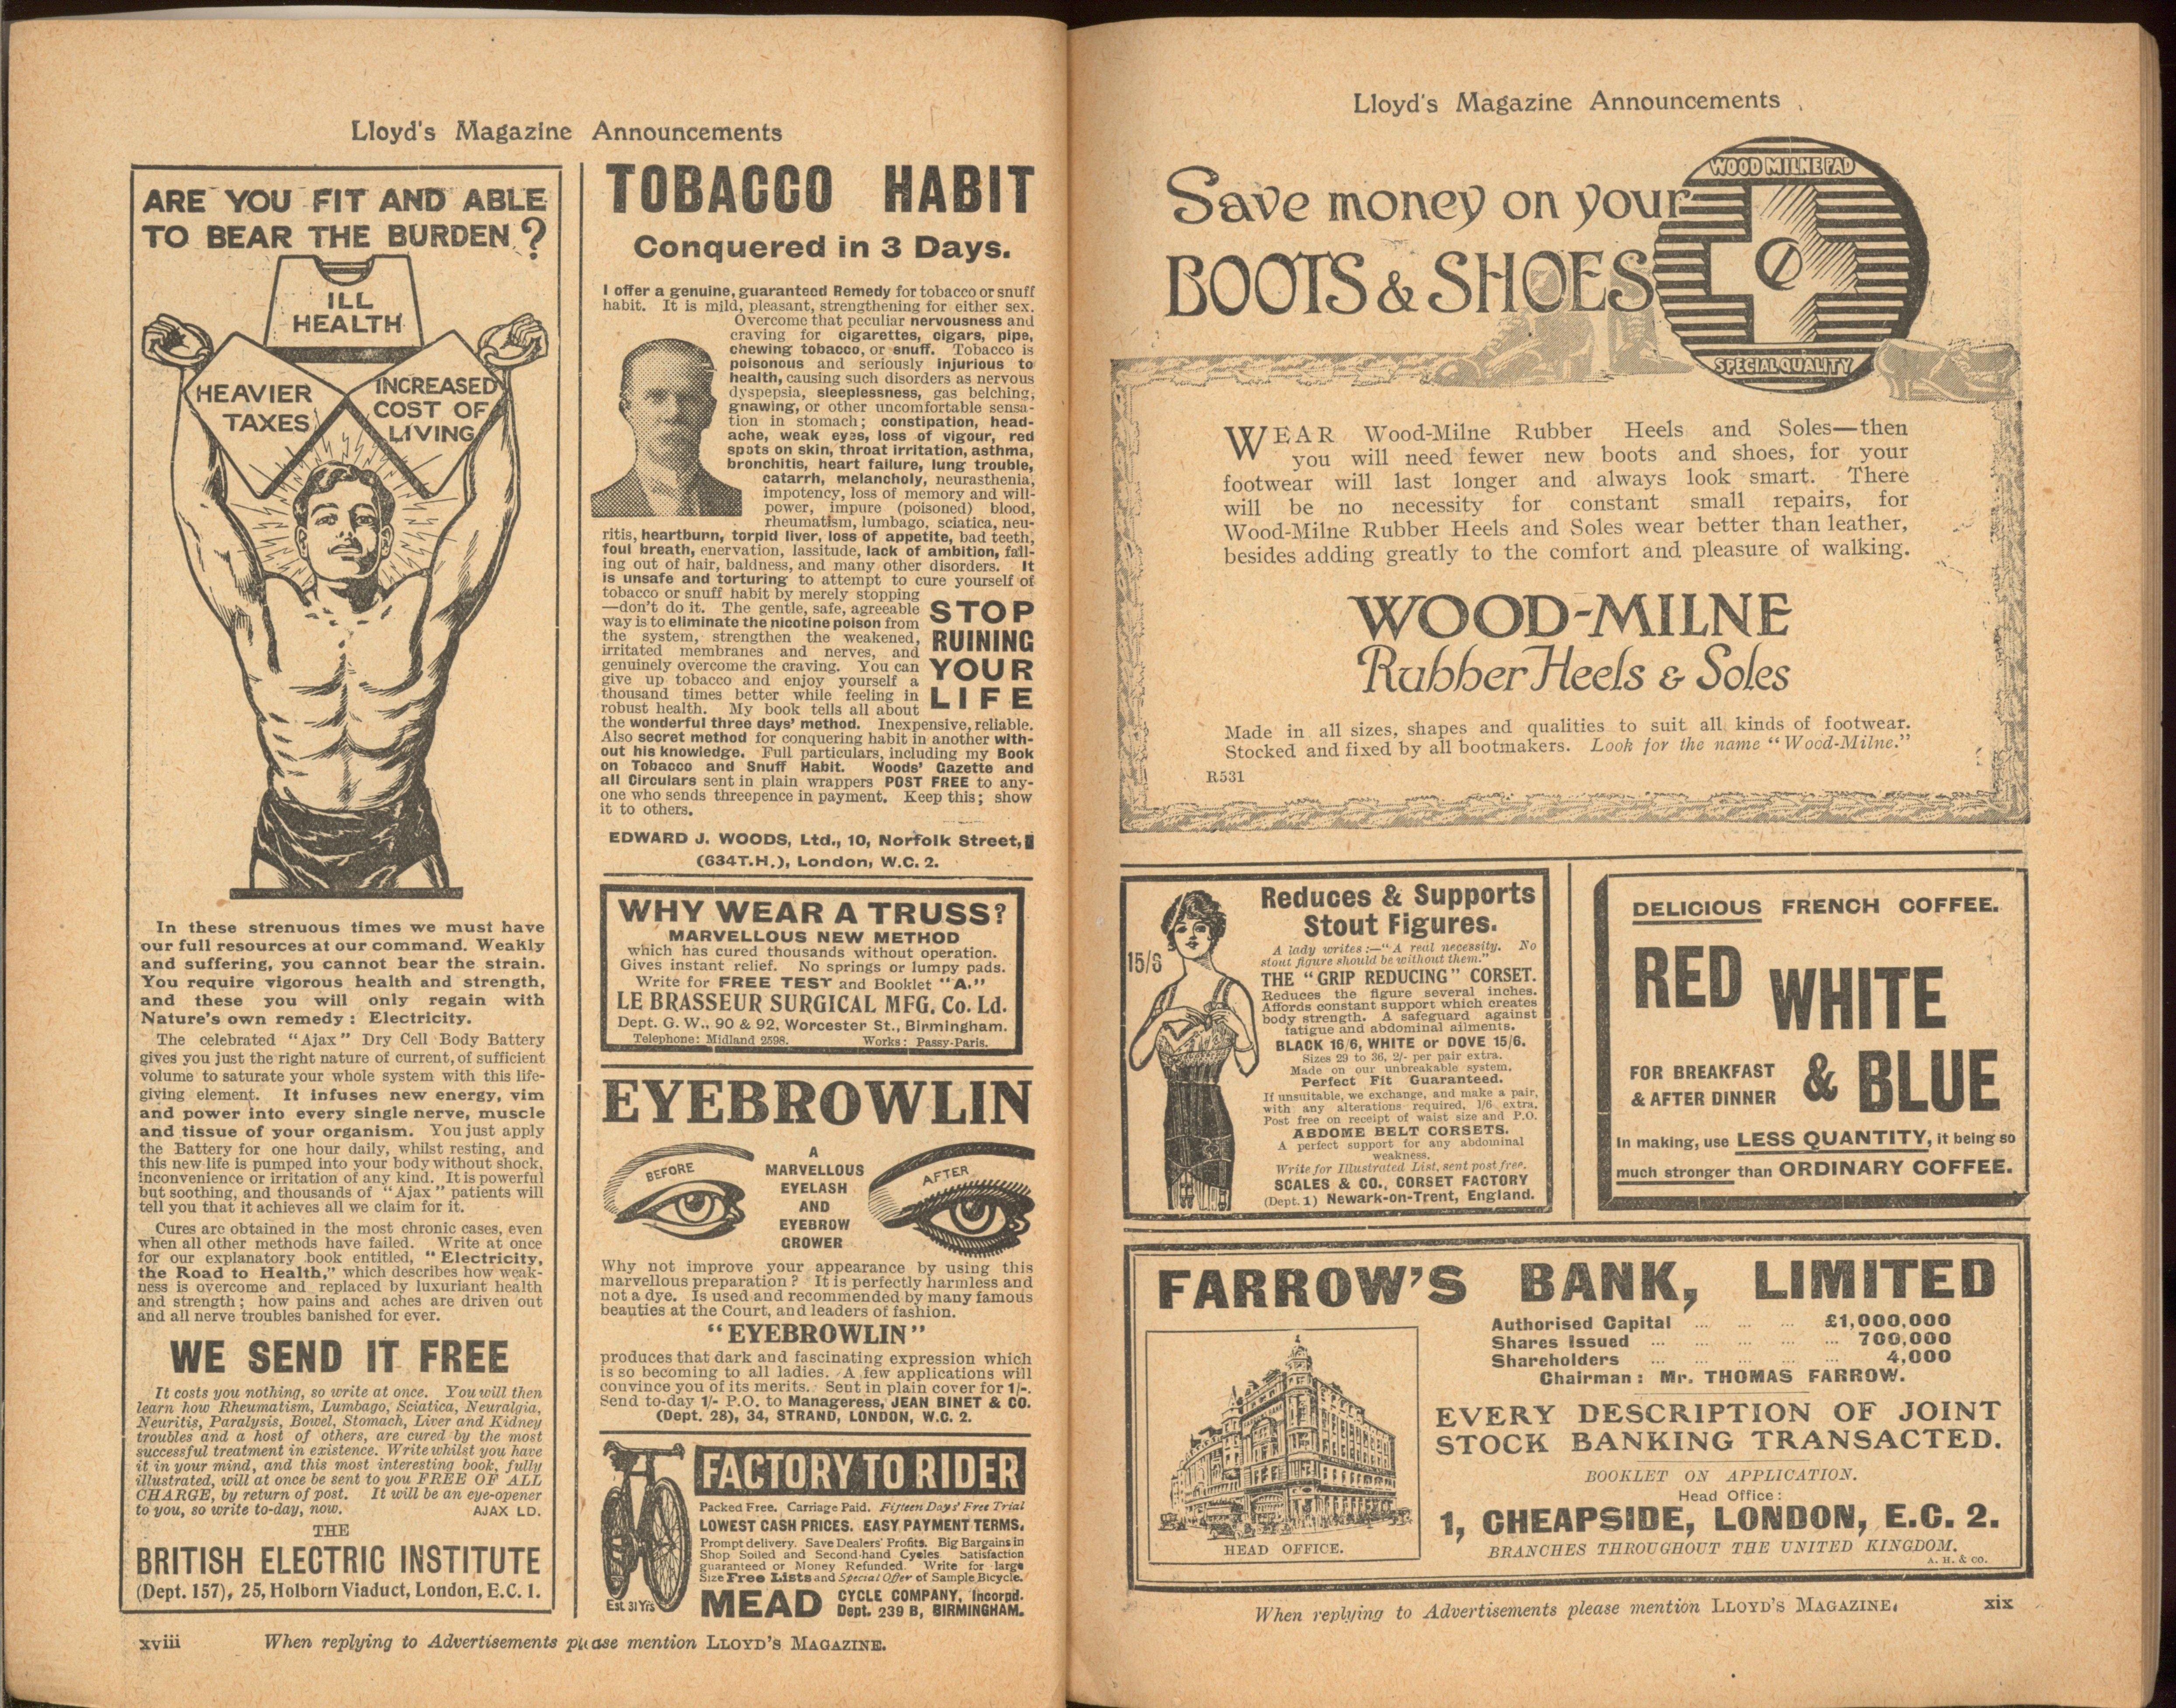 Lloyd's Magazine Announcements
ARE YOU FIT AND ABLE
TO BEAR THE BURDEN?
ILL
HEALTH
HEAVIER
TAXES
INCREASED
COST OF
LIVING
In these strenuous times we must have
our full resources at our command. Weakly
and suffering, you cannot bear the strain.
You require vigorous health and strength,
and these you will only regain with
Nature's own remedy: Electricity.
The celebrated "Ajax" Dry Cell Body Battery
gives you just the right nature of current, of sufficient
volume to saturate your whole system with this life-
giving element. It infuses new energy, vim
and power into every single nerve, muscle
and tissue of your organism. You just apply
the Battery for one hour daily, whilst resting, and
this new life is pumped into your body without shock,
inconvenience or irritation of any kind. It is powerful
but soothing, and thousands of "Ajax" patients will
tell you that it achieves all we claim for it.
Cures are obtained in the most chronic cases, even
when all other methods have failed. Write at once
for our explanatory book entitled, "Electricity,
the Road to Health," which describes how weak-
ness is overcome and replaced by luxuriant health
and strength; how pains and aches are driven out
and all nerve troubles banished for ever.
WE SEND IT FREE
It costs you nothing, so write at once. You will then
learn how Rheumatism, Lumbago, Sciatica, Neuralgia,
Neuritis, Paralysis, Bowel, Stomach, Liver and Kidney
troubles and a host of others, are cured by the most
successful treatment in existence. Write whilst you have
it in your mind, and this most interesting book, fully
illustrated, will at once be sent to you FREE OF ALL
CHARGE, by return of post. It will be an eye-opener
to you, so write to-day, now. AJAX LD.
THE
BRITISH ELECTRIC INSTITUTE
(Dept. 157), 25, Holborn Viaduct, London, E.C. 1.
TOBACCO HABIT
Conquered in 3 Days.
I offer a genuine, guaranteed Remedy for tobacco or snuff
habit. It is mild, pleasant, strengthening for either sex.
Overcome that peculiar nervousness and
craving for cigarettes, cigars, pipe,
chewing tobacco, or snuff. Tobacco is
poisonous and seriously injurious to
health, causing such disorders as nervous
dyspepsia, sleeplessness, gas belching,
gnawing, or other uncomfortable sensa-
tion in stomach; constipation, head-
ache, weak eyes, loss of vigour, red
spots on skin, throat irritation, asthma,
bronchitis, heart failure, lung trouble,
catarrh, melancholy, neurasthenia,
impotency, loss of memory and will-
power, impure (poisoned) blood,
rheumatism, lumbago, sciatica, neu-
ritis, heartburn, torpid liver, loss of appetite, bad teeth,
foul breath, enervation, lassitude, lack of ambition, fall-
ing out of hair, baldness, and many other disorders. It
is unsafe and torturing to attempt to cure yourself of
tobacco or snuff habit by merely stopping
—don't do it. The gentle, safe, agreeable
way is to eliminate the nicotine poison from
the system, strengthen the weakened,
irritated membranes and nerves, and
genuinely overcome the craving. You can
give up tobacco and enjoy yourself a
thousand times better while feeling in
robust health. My book tells all about
STOP
RUINING
YOUR
LIFE
the wonderful three days' method. Inexpensive, reliable.
Also secret method for conquering habit in another with-
out his knowledge. Full particulars, including my Book
on Tobacco and Snuff Habit. Woods' Gazette and
all Circulars sent in plain wrappers POST FREE to any-
one who sends threepence in payment. Keep this; show
it to others.
EDWARD J. WOODS, Ltd., 10, Norfolk Street,
(634T.H.), London, W.C. 2.
WHY WEAR A TRUSS?
MARVELLOUS NEW METHOD
which has cured thousands without operation.
Gives instant relief. No springs or lumpy pads.
Write for FREE TEST and Booklet "A."
LE BRASSEUR SURGICAL MFG. Co. Ld.
Dept. G. W., 90 & 92, Worcester St., Birmingham.
Telephone: Midland 2598. Works: Passy-Paris.
EYEBROWLIN
BEFORE
A
MARVELLOUS
EYELASH
AND
EYEBROW
GROWER
AFTER
Why not improve your appearance by using this
marvellous preparation? It is perfectly harmless and
not a dye. Is used and recommended by many famous
beauties at the Court, and leaders of fashion.
"EYEBROWLIN"
produces that dark and fascinating expression which
is so becoming to all ladies. A few applications will
convince you of its merits. Sent in plain cover for 1/-.
Send to-day 1/- P.O. to Manageress, JEAN BINET & CO.
(Dept. 28), 34, STRAND, LONDON, W.C. 2.
FACTORY TO RIDER
Packed Free. Carriage Paid. Fifteen Days' Free Trial
LOWEST CASH PRICES. EASY PAYMENT TERMS.
Prompt delivery. Save Dealers' Profits. Big Bargains in
Shop Soiled and Second-hand Cycles. Satisfaction
guaranteed or Money Refunded. Write for large
Size Free Lists and Special Offer of Sample Bicycle.
MEAD CYCLE COMPANY, Incorpd.
Dept. 239 B, BIRMINGHAM.
Est. 31 Yrs
xviii When replying to Advertisements please mention LLOYD'S MAGAZINE.
Lloyd's Magazine Announcements
Save money on your
BOOTS & SHOES
WOOD MILNE PAD
SPECIAL QUALITY
WEAR Wood-Milne Rubber Heels and Soles—then
you will need fewer new boots and shoes, for your
footwear will last longer and always look smart. There
will be no necessity for constant small repairs, for
Wood-Milne Rubber Heels and Soles wear better than leather,
besides adding greatly to the comfort and pleasure of walking.
WOOD-MILNE
Rubber Heels & Soles
Made in all sizes, shapes and qualities to suit all kinds of footwear.
Stocked and fixed by all bootmakers. Look for the name "Wood-Milne."
R531
15/6
Reduces & Supports
Stout Figures.
A lady writes:—"A real necessity. No
stout figure should be without them."
THE "GRIP REDUCING" CORSET.
Reduces the figure several inches.
Affords constant support which creates
body strength. A safeguard against
fatigue and abdominal ailments.
BLACK 16/6, WHITE or DOVE 15/6.
Sizes 29 to 36, 2/- per pair extra.
Made on our unbreakable system.
Perfect Fit Guaranteed.
If unsuitable, we exchange, and make a pair,
with any alterations required, 1/6 extra.
Post free on receipt of waist size and P.O.
ABDOME BELT CORSETS.
A perfect support for any abdominal
weakness.
Write for Illustrated List, sent post free.
SCALES & CO., CORSET FACTORY
(Dept. 1) Newark-on-Trent, England.
DELICIOUS FRENCH COFFEE.
RED WHITE
& BLUE
FOR BREAKFAST
& AFTER DINNER
In making, use LESS QUANTITY, it being so
much stronger than ORDINARY COFFEE.
FARROW'S BANK, LIMITED
Authorised Capital ... ... ... £1,000,000
Shares Issued ... ... ... ... ... 700,000
Shareholders ... ... ... ... ... 4,000
Chairman: Mr. THOMAS FARROW.
EVERY DESCRIPTION OF JOINT
STOCK BANKING TRANSACTED.
BOOKLET ON APPLICATION.
Head Office:
1, CHEAPSIDE, LONDON, E.C. 2.
BRANCHES THROUGHOUT THE UNITED KINGDOM.
A. H. & CO.
HEAD OFFICE.
When replying to Advertisements please mention LLOYD'S MAGAZINE. xix